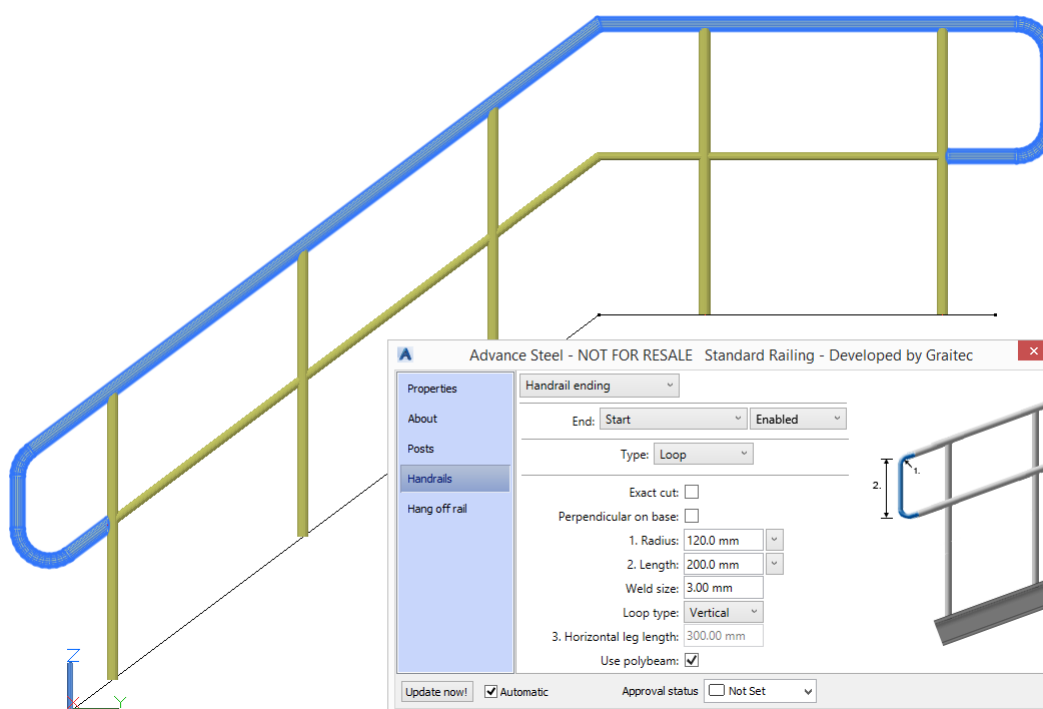 Advance Steel - NOT FOR RESALE   Standard Railing - Developed by Graitec
Properties
About
Posts
Handrails
Hang off rail
Handrail ending
End: Start Enabled
Type: Loop
Exact cut:
Perpendicular on base:
1. Radius: 120.0 mm
2. Length: 200.0 mm
Weld size: 3.00 mm
Loop type: Vertical
3. Horizontal leg length: 300.00 mm
Use polybeam:
1.
2.
Update now! Automatic Approval status Not Set
Z
Y